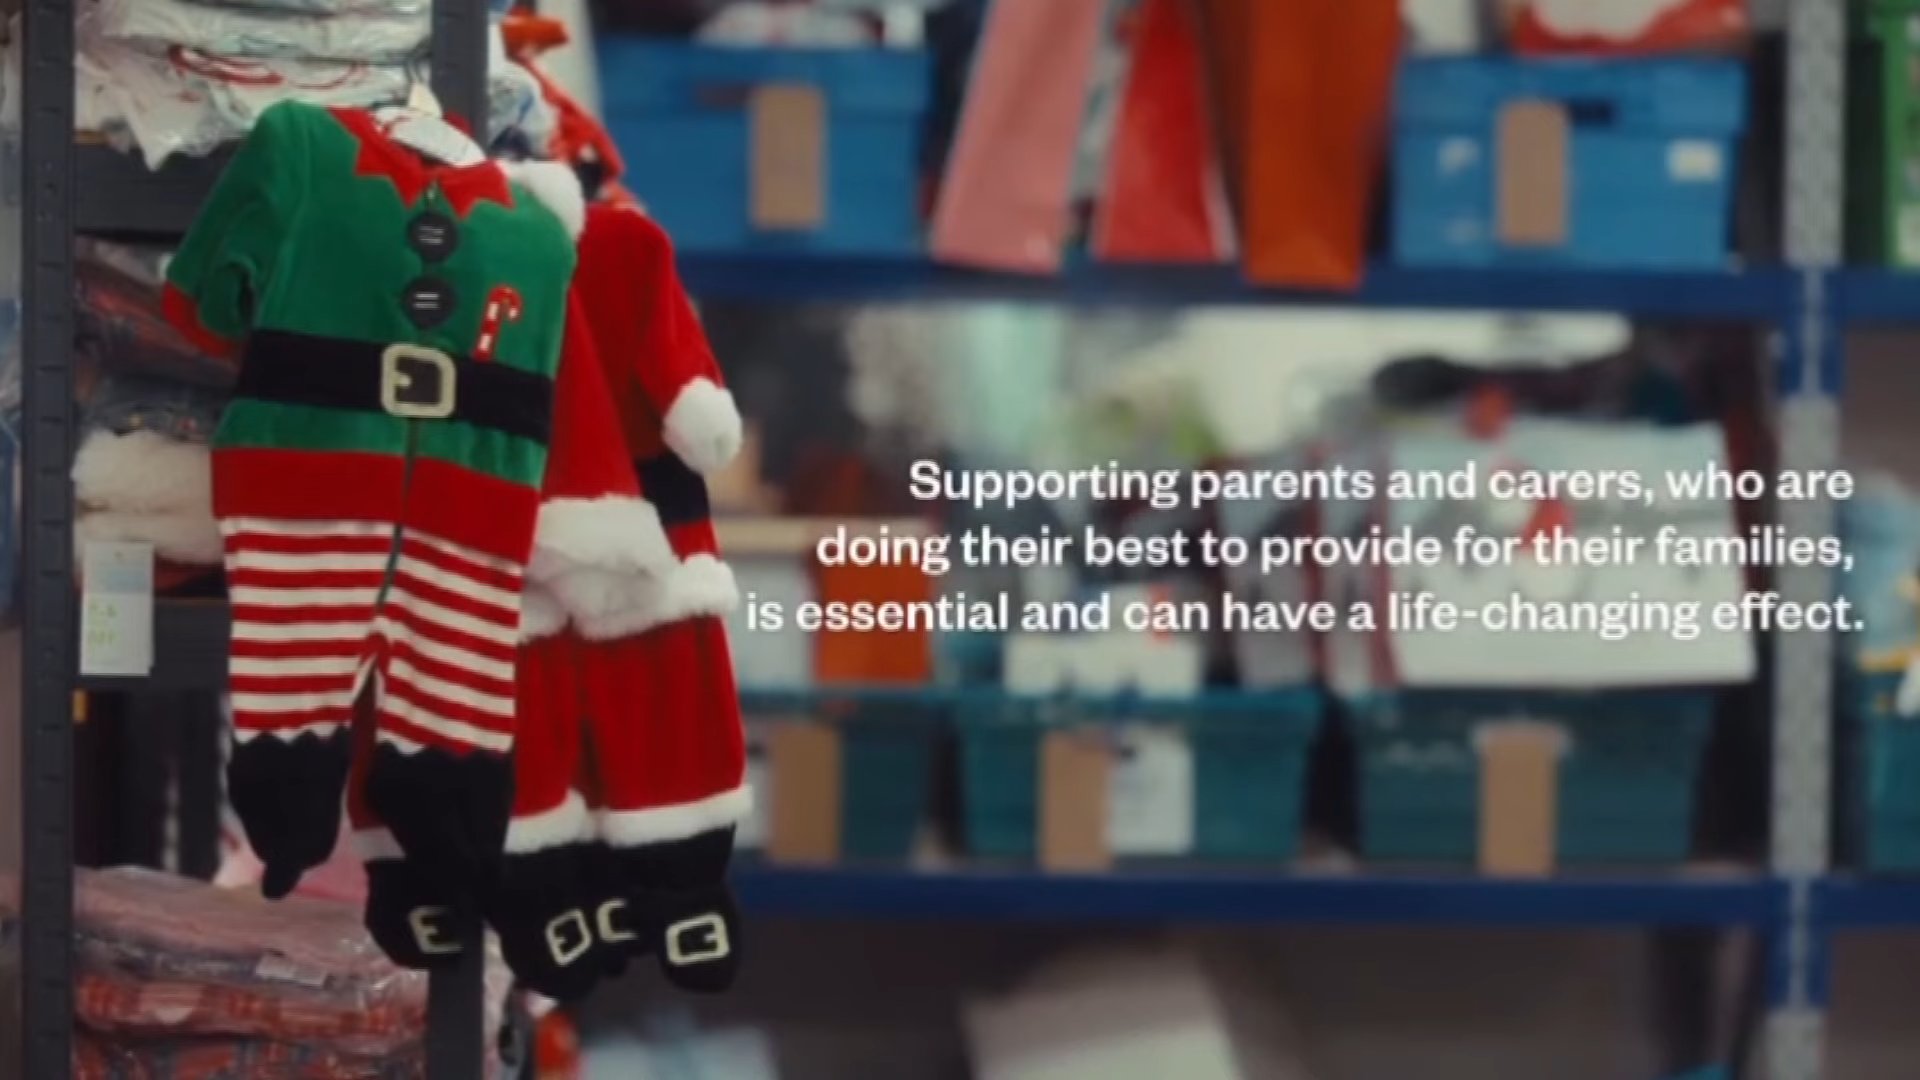 Supporting parents and carers, who are
doing their best to provide for their families,
is essential and can have a life-changing effect.